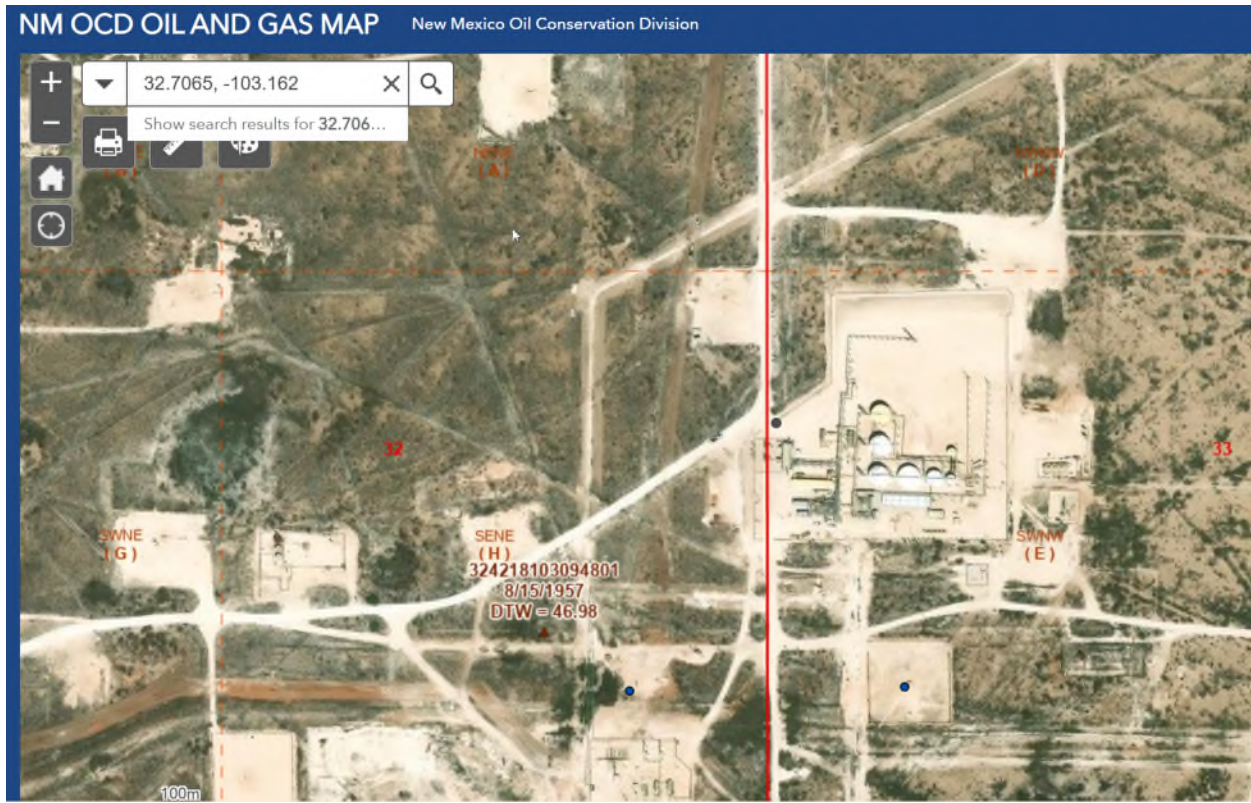 NM OCD OIL AND GAS MAP
New Mexico Oil Conservation Division
32.7065, -103.162
Show search results for 32.706...
(A)
(D)
32
33
SWNE
(G)
SENE
(H)
SWNW
(E)
324218103094801
8/15/1957
DTW = 46.98
100m